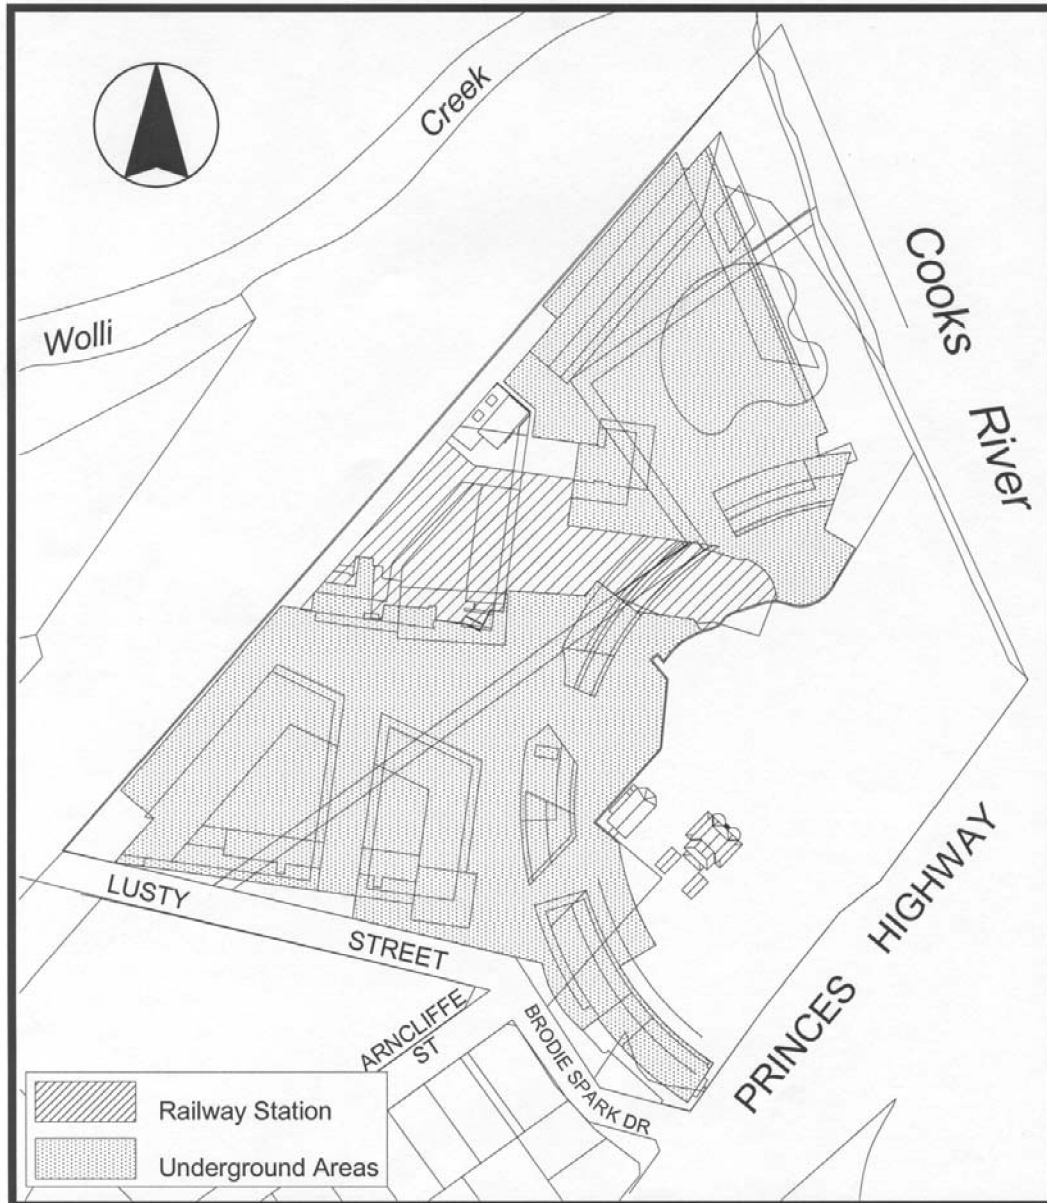 Creek
Wolli
Cooks
River
LUSTY
STREET
ARNCLIFFE
ST
BRODIE SPARK DR
PRINCES HIGHWAY
Railway Station
Underground Areas